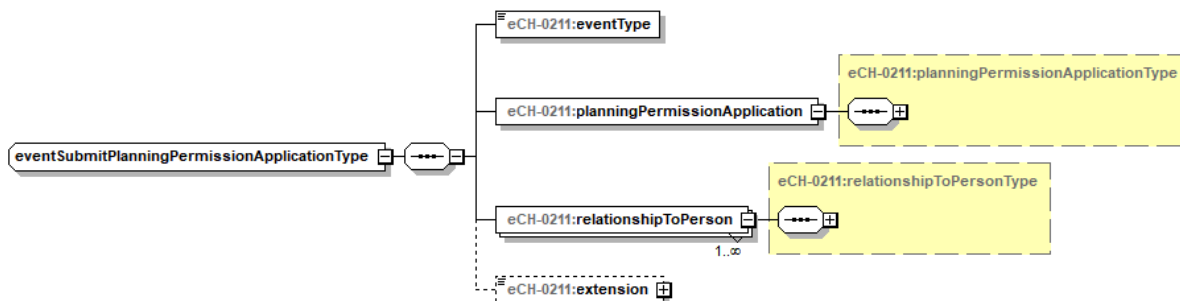 eCH-0211:eventType
eCH-0211:planningPermissionApplicationType
eCH-0211:planningPermissionApplication
eventSubmitPlanningPermissionApplicationType
eCH-0211:relationshipToPersonType
eCH-0211:relationshipToPerson
1..∞
eCH-0211:extension